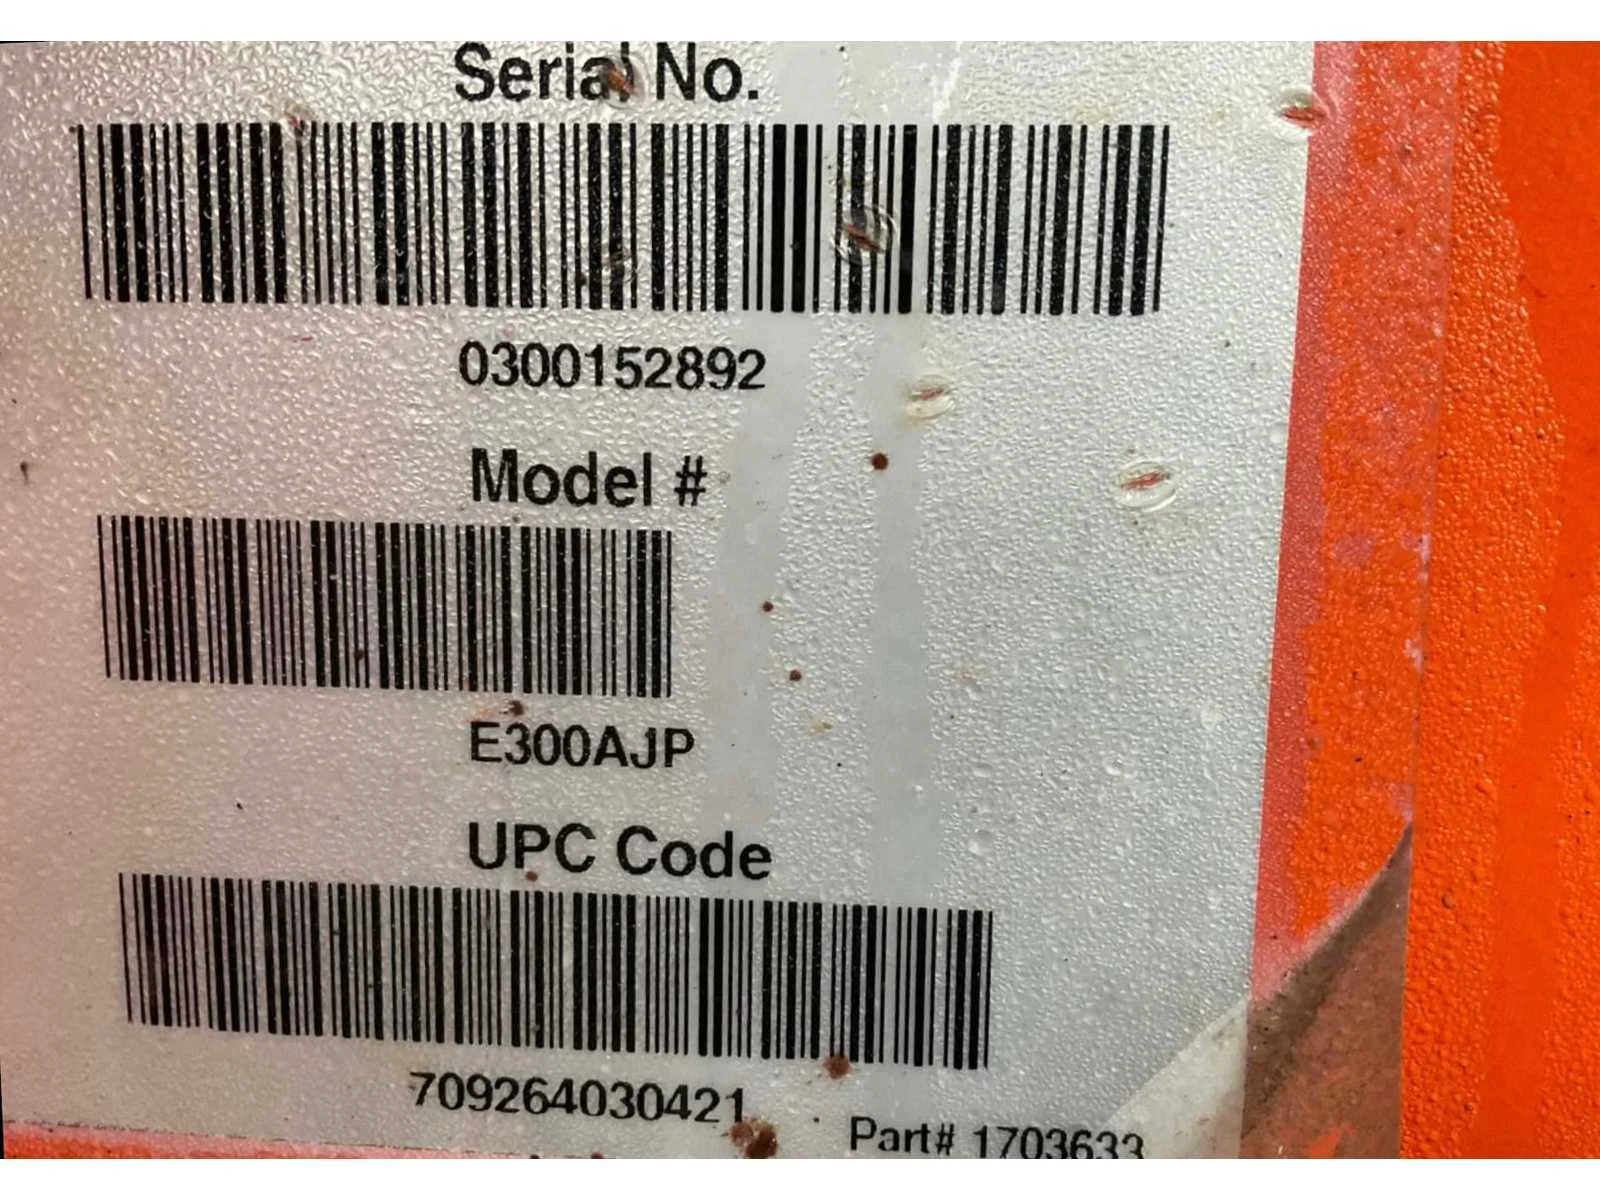 Serial No.
0300152892
Model #
E300AJP
UPC Code
709264030421
Part# 1703633